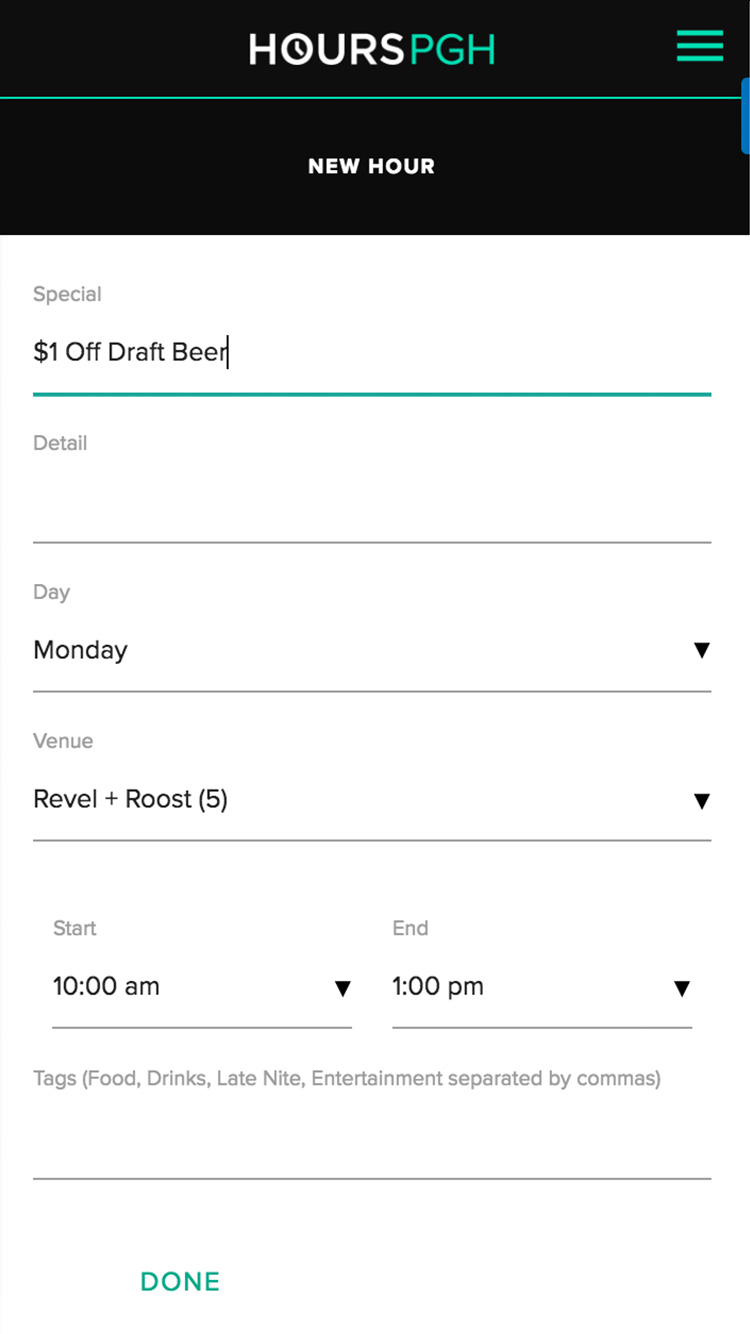 HOURSPGH
NEW HOUR
Special
$1 Off Draft Beer
Detail
Day
Monday
Venue
Revel + Roost (5)
Start End
10:00 am 1:00 pm
Tags (Food, Drinks, Late Nite, Entertainment separated by commas)
DONE